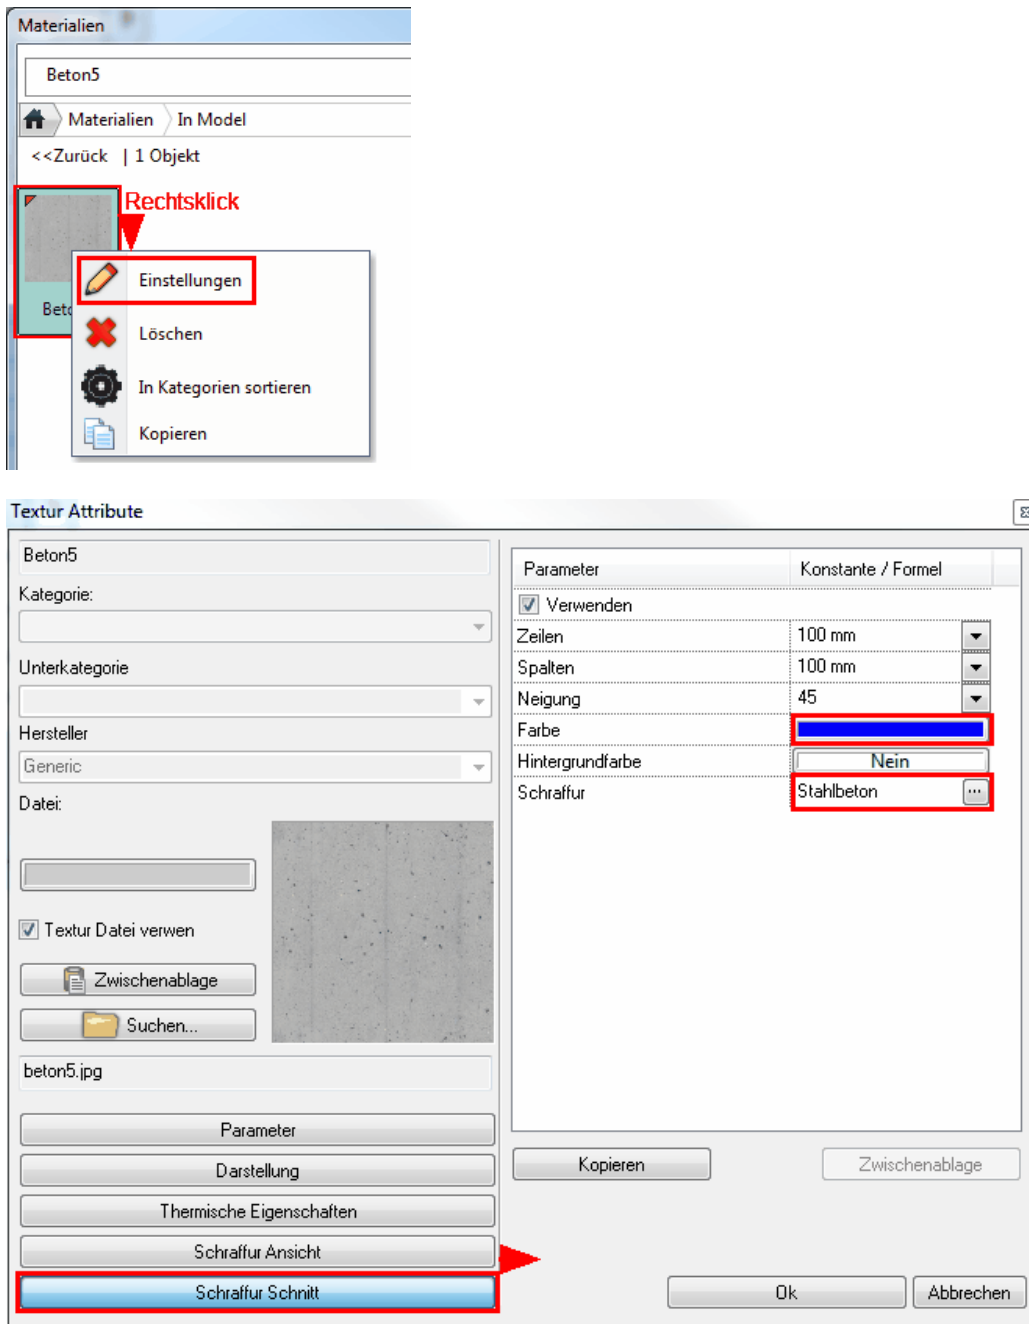 Materialien
Beton5
Materialien In Model
<<Zurück | 1 Objekt
Rechtsklick
Einstellungen
Löschen
In Kategorien sortieren
Kopieren
Textur Attribute
Beton5
Kategorie:
Unterkategorie
Hersteller
Generic
Datei:
Textur Datei verwen
Zwischenablage
Suchen...
beton5.jpg
Parameter
Darstellung
Thermische Eigenschaften
Schraffur Ansicht
Schraffur Schnitt
Parameter Konstante / Formel
Verwenden
Zeilen 100 mm
Spalten 100 mm
Neigung 45
Farbe
Hintergrundfarbe Nein
Schraffur Stahlbeton ...
Kopieren Zwischenablage
Ok Abbrechen